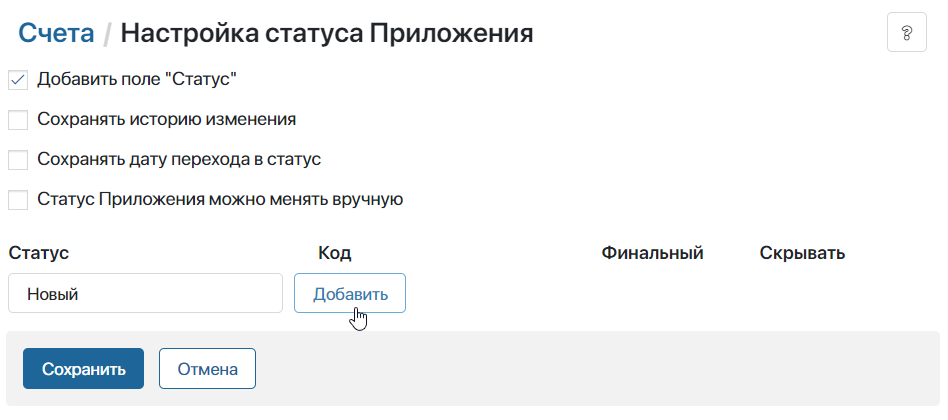 Счета / Настройка статуса Приложения
?
Добавить поле "Статус"
Сохранять историю изменения
Сохранять дату перехода в статус
Статус Приложения можно менять вручную
Статус Код Финальный Скрывать
Новый Добавить
Сохранить Отмена